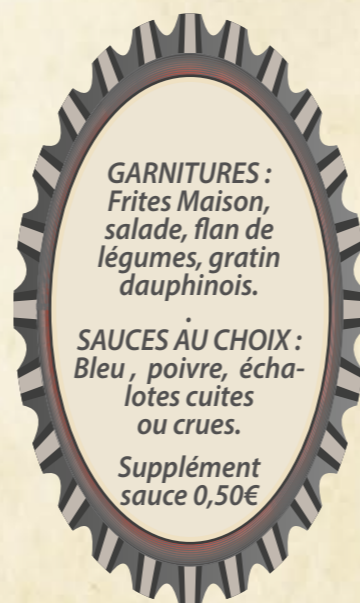 GARNITURES :
Frites Maison,
salade, flan de
légumes, gratin
dauphinois.
.
SAUCES AU CHOIX :
Bleu , poivre, écha-
lotes cuites
ou crues.
Supplément
sauce 0,50€